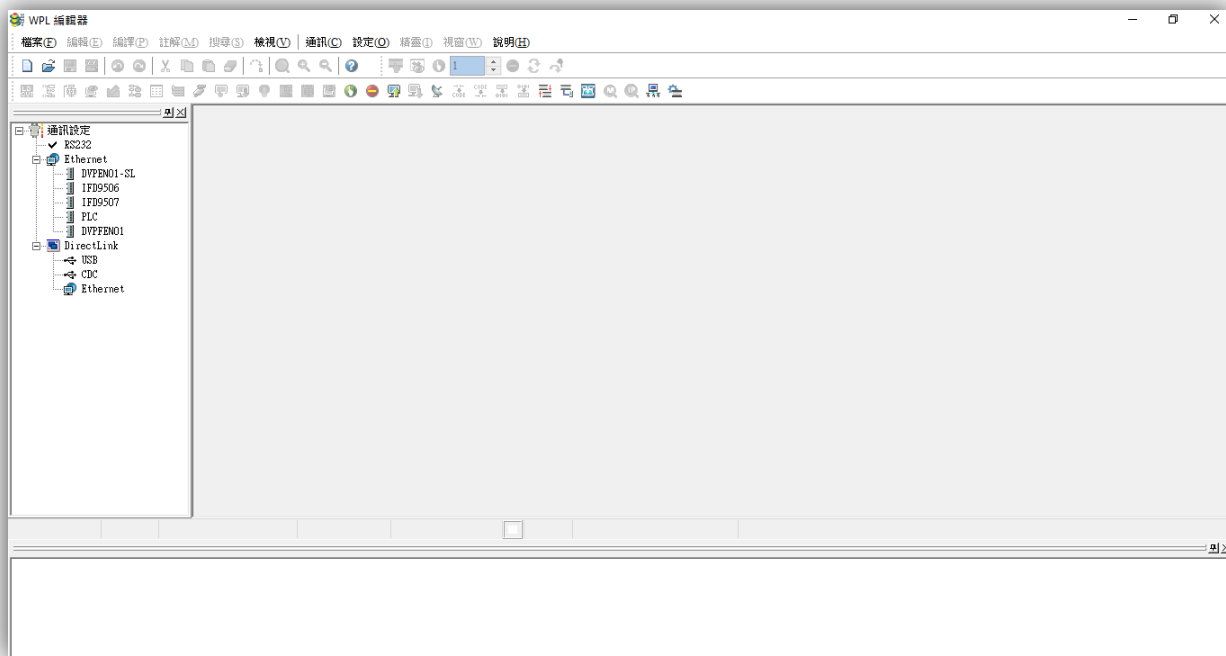 WPL 編輯器
檔案(F) 編輯(E) 編譯(P) 註解(M) 搜尋(S) 檢視(V) 通訊(C) 設定(O) 精靈(I) 視窗(W) 說明(H)
1
通訊設定
RS232
Ethernet
DVPEN01-SL
IFD9506
IFD9507
PLC
DVPFEN01
DirectLink
USB
CDC
Ethernet